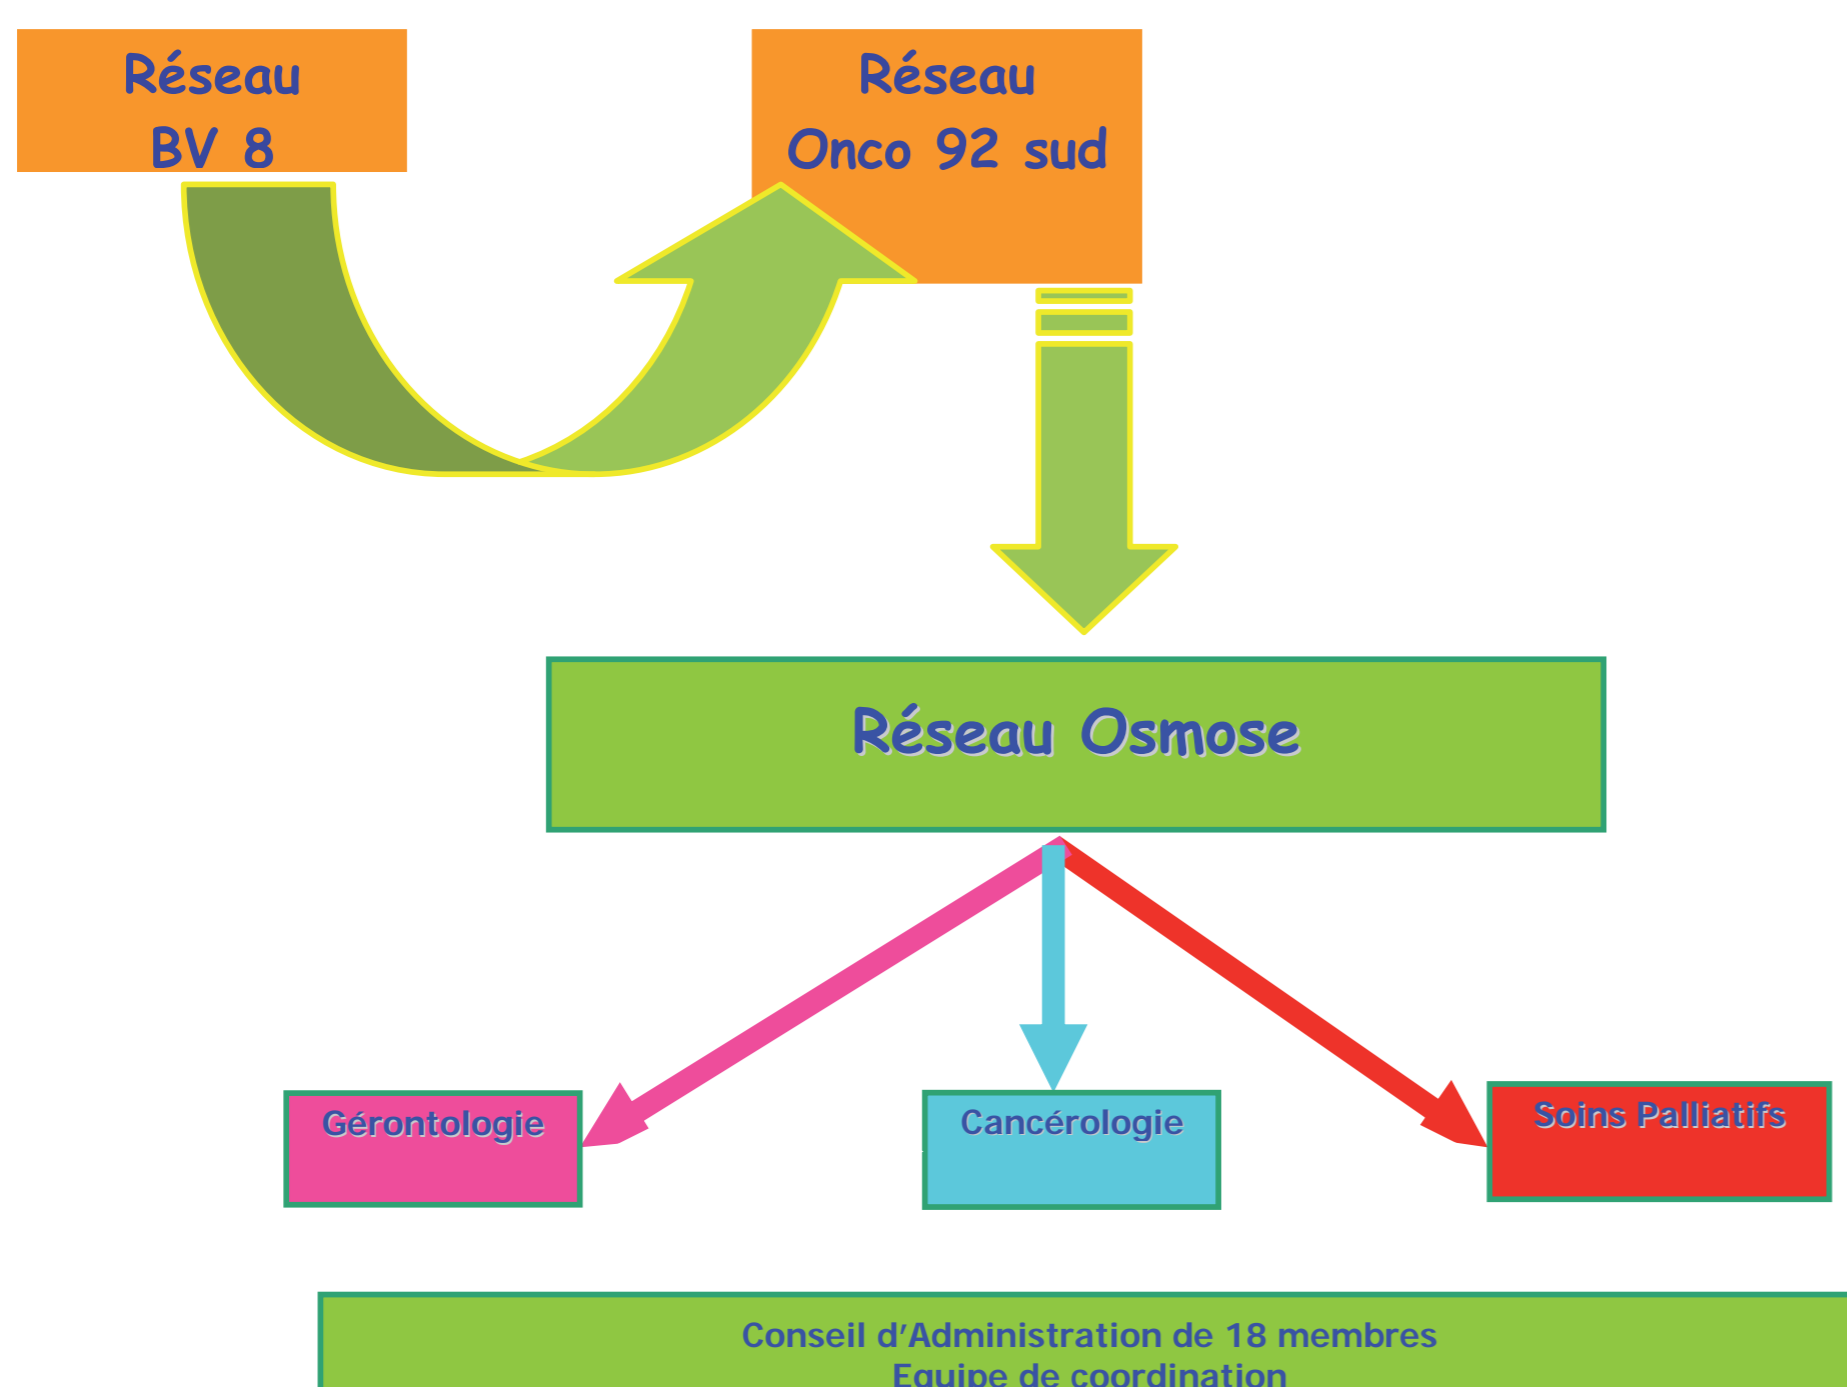 Réseau
BV 8
Réseau
Onco 92 sud
Réseau Osmose
Gérontologie
Cancérologie
Soins Palliatifs
Conseil d’Administration de 18 membres
Equipe de coordination